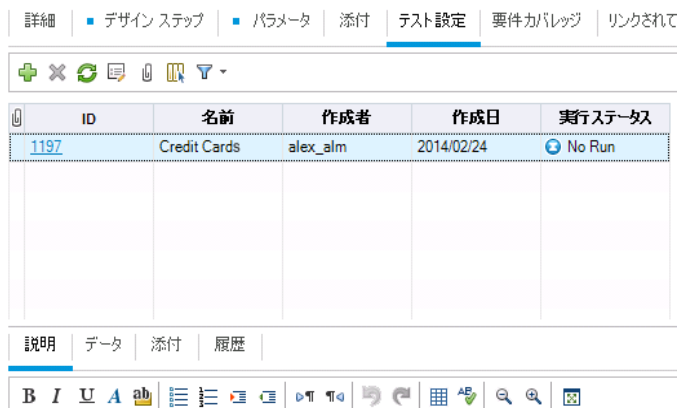 詳細 デザイン ステップ パラメータ 添付 テスト設定 要件カバレッジ リンクされて
ID 名前 作成者 作成日 実行ステータス
1197 Credit Cards alex_alm 2014/02/24 No Run
説明 データ 添付 履歴
B I U A ab